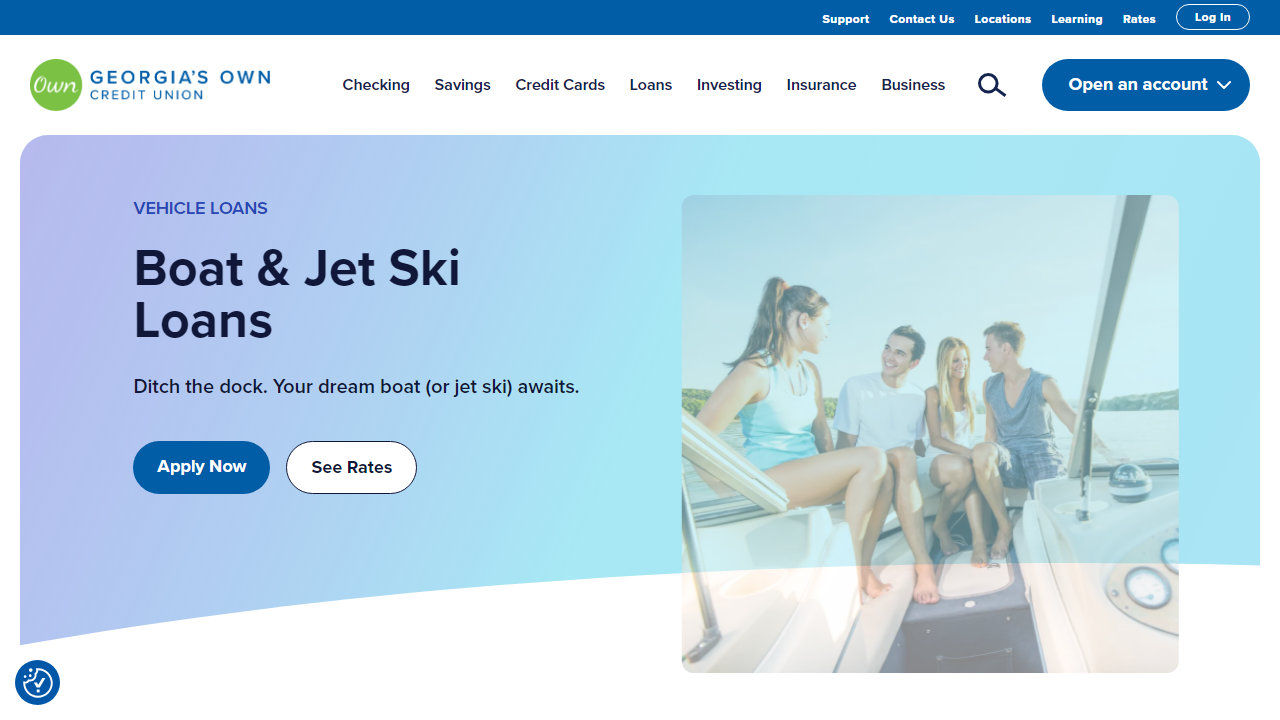 Support Contact Us Locations Learning Rates Log In
Own GEORGIA'S OWN
CREDIT UNION
Checking Savings Credit Cards Loans Investing Insurance Business Open an account
VEHICLE LOANS
Boat & Jet Ski
Loans
Ditch the dock. Your dream boat (or jet ski) awaits.
Apply Now See Rates